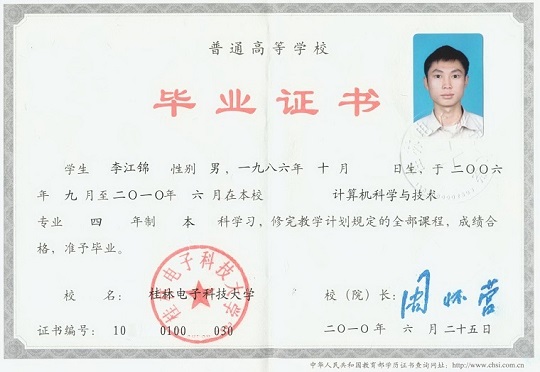 普通高等学校
毕业证书
学生 李江锦 性别 男，一九八六年 十 月 日生，于 二〇〇六
年 九 月至二〇一〇年 六 月在本校 计算机科学与技术
专业 四 年制 本 科学习，修完教学计划规定的全部课程，成绩合
格，准予毕业。
校 名： 桂林电子科技大学 校（院）长： 周怀营
证书编号： 10 0100 030 二〇一〇年 六 月 二十五日
桂林电子科技大学
中华人民共和国教育部学历证书查询网址：http://www.chsi.com.cn